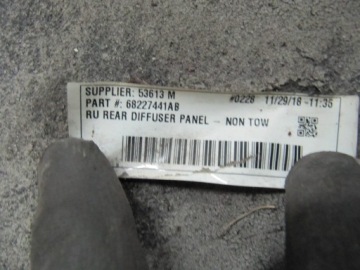 SUPPLIER: 53613 M #0228 11/29/18 -11:35
PART #: 68227441AB
RU REAR DIFFUSER PANEL - NON TOW